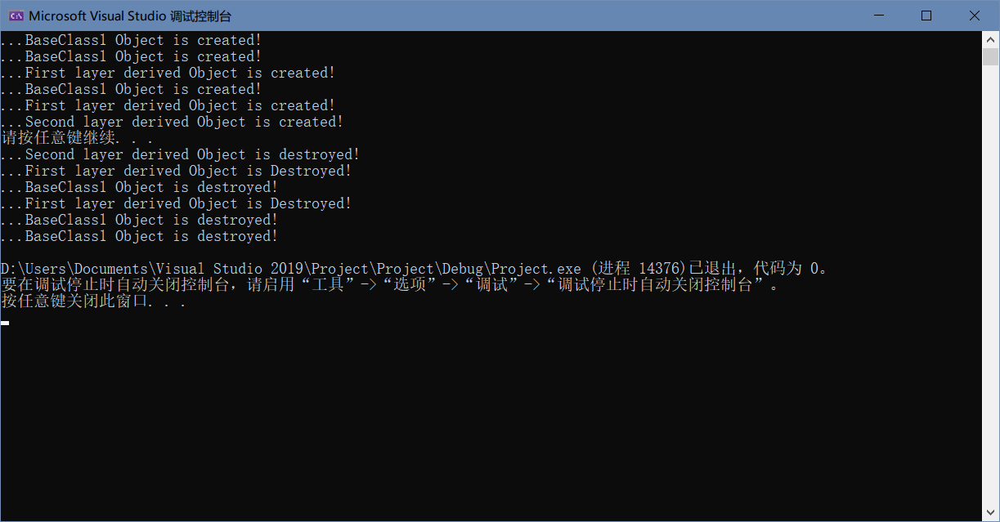 Microsoft Visual Studio 调试控制台
...BaseClass1 Object is created!
...BaseClass1 Object is created!
...First layer derived Object is created!
...BaseClass1 Object is created!
...First layer derived Object is created!
...Second layer derived Object is created!
请按任意键继续. . .
...Second layer derived Object is destroyed!
...First layer derived Object is Destroyed!
...BaseClass1 Object is destroyed!
...First layer derived Object is Destroyed!
...BaseClass1 Object is destroyed!
...BaseClass1 Object is destroyed!
D:\Users\Documents\Visual Studio 2019\Project\Project\Debug\Project.exe (进程 14376)已退出，代码为 0。
要在调试停止时自动关闭控制台，请启用“工具”->“选项”->“调试”->“调试停止时自动关闭控制台”。
按任意键关闭此窗口. . .